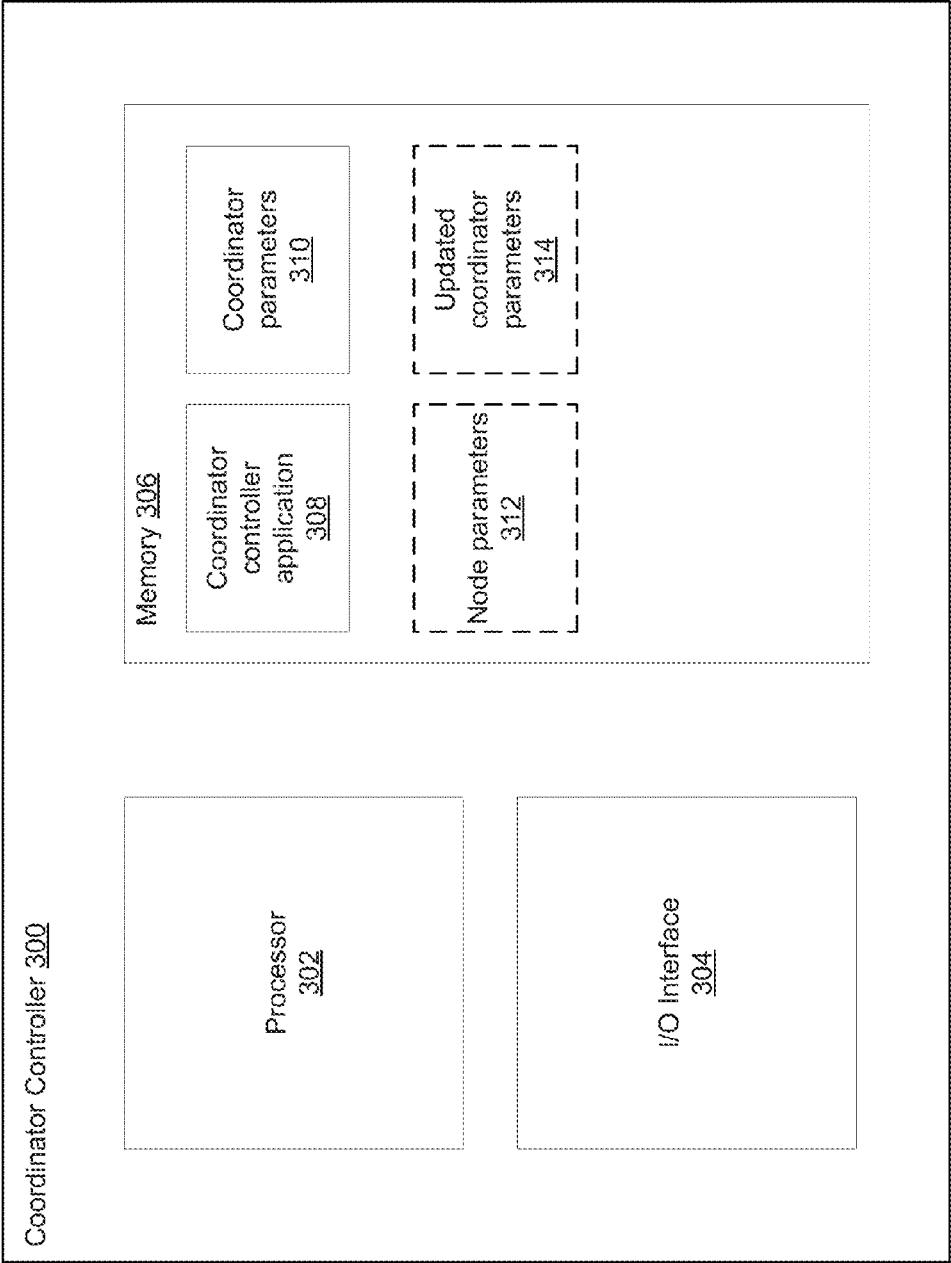 Coordinator Controller 300
Processor
302
I/O Interface
304
Memory 306
Coordinator
controller
application
308
Coordinator
parameters
310
Node parameters
312
Updated
coordinator
parameters
314